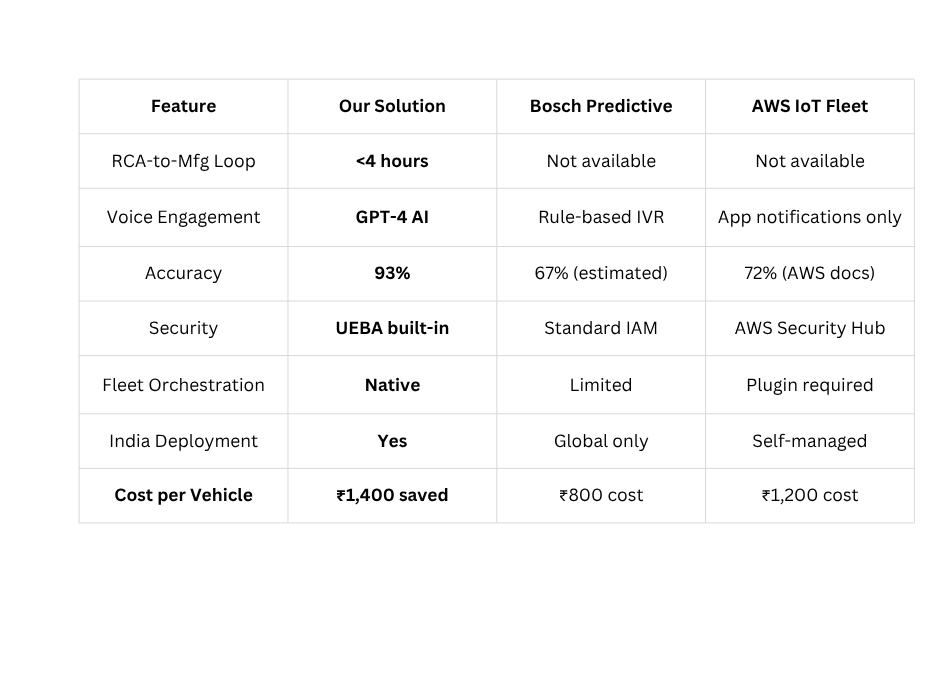 Feature Our Solution Bosch Predictive AWS IoT Fleet
RCA-to-Mfg Loop <4 hours Not available Not available
Voice Engagement GPT-4 AI Rule-based IVR App notifications only
Accuracy 93% 67% (estimated) 72% (AWS docs)
Security UEBA built-in Standard IAM AWS Security Hub
Fleet Orchestration Native Limited Plugin required
India Deployment Yes Global only Self-managed
Cost per Vehicle ₹1,400 saved ₹800 cost ₹1,200 cost